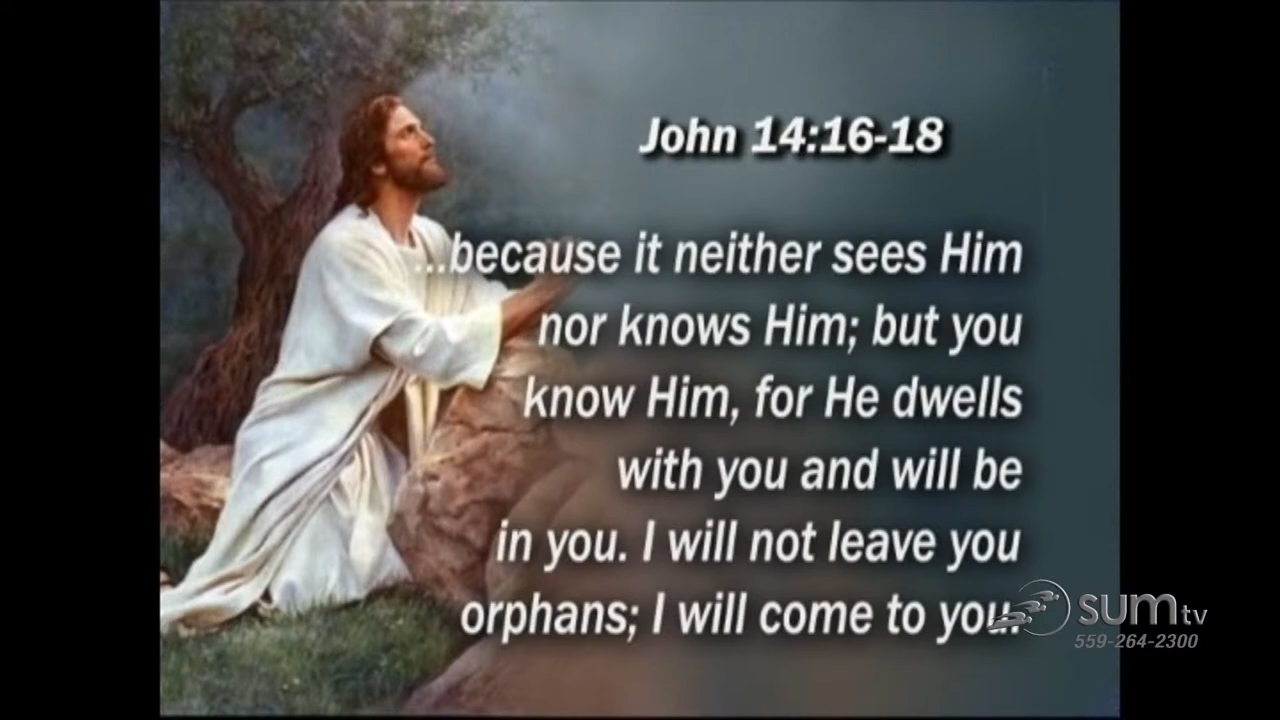 John 14:16-18
...because it neither sees Him
nor knows Him; but you
know Him, for He dwells
with you and will be
in you. I will not leave you
orphans; I will come to you.
sumtv
559-264-2300